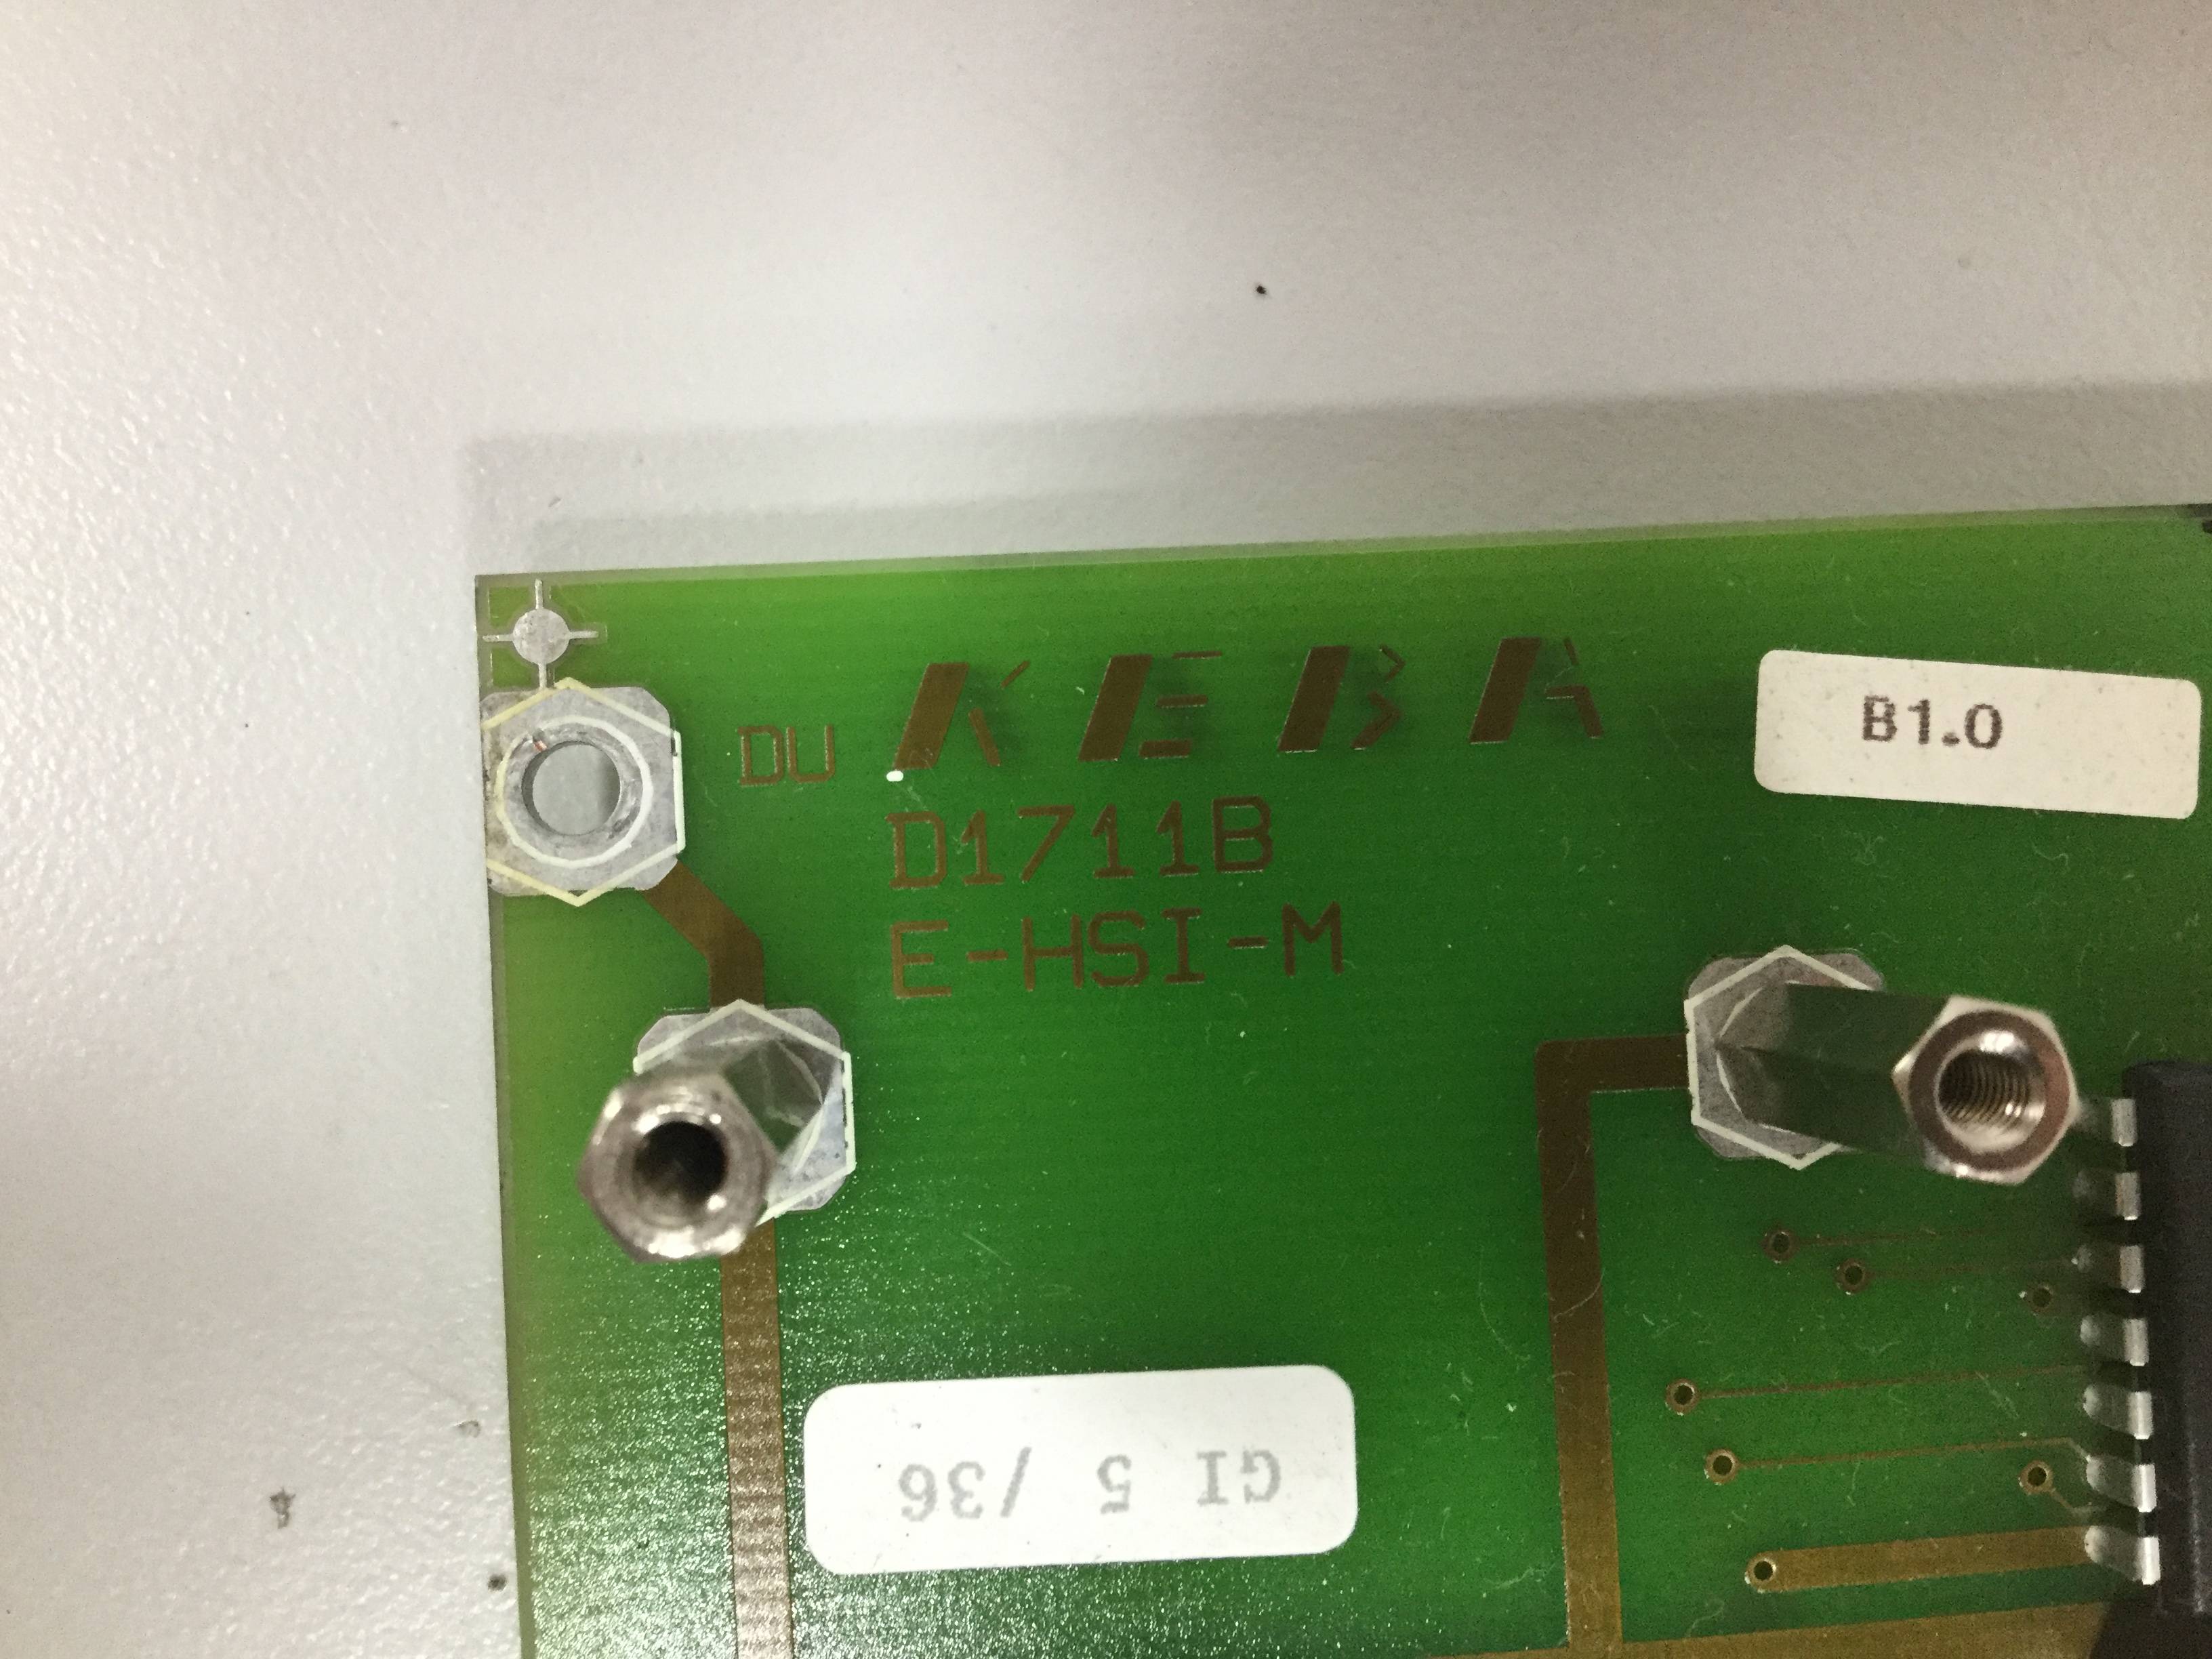 DU KEBA
B1.0
D1711B
E-HSI-M
GI 5 /36